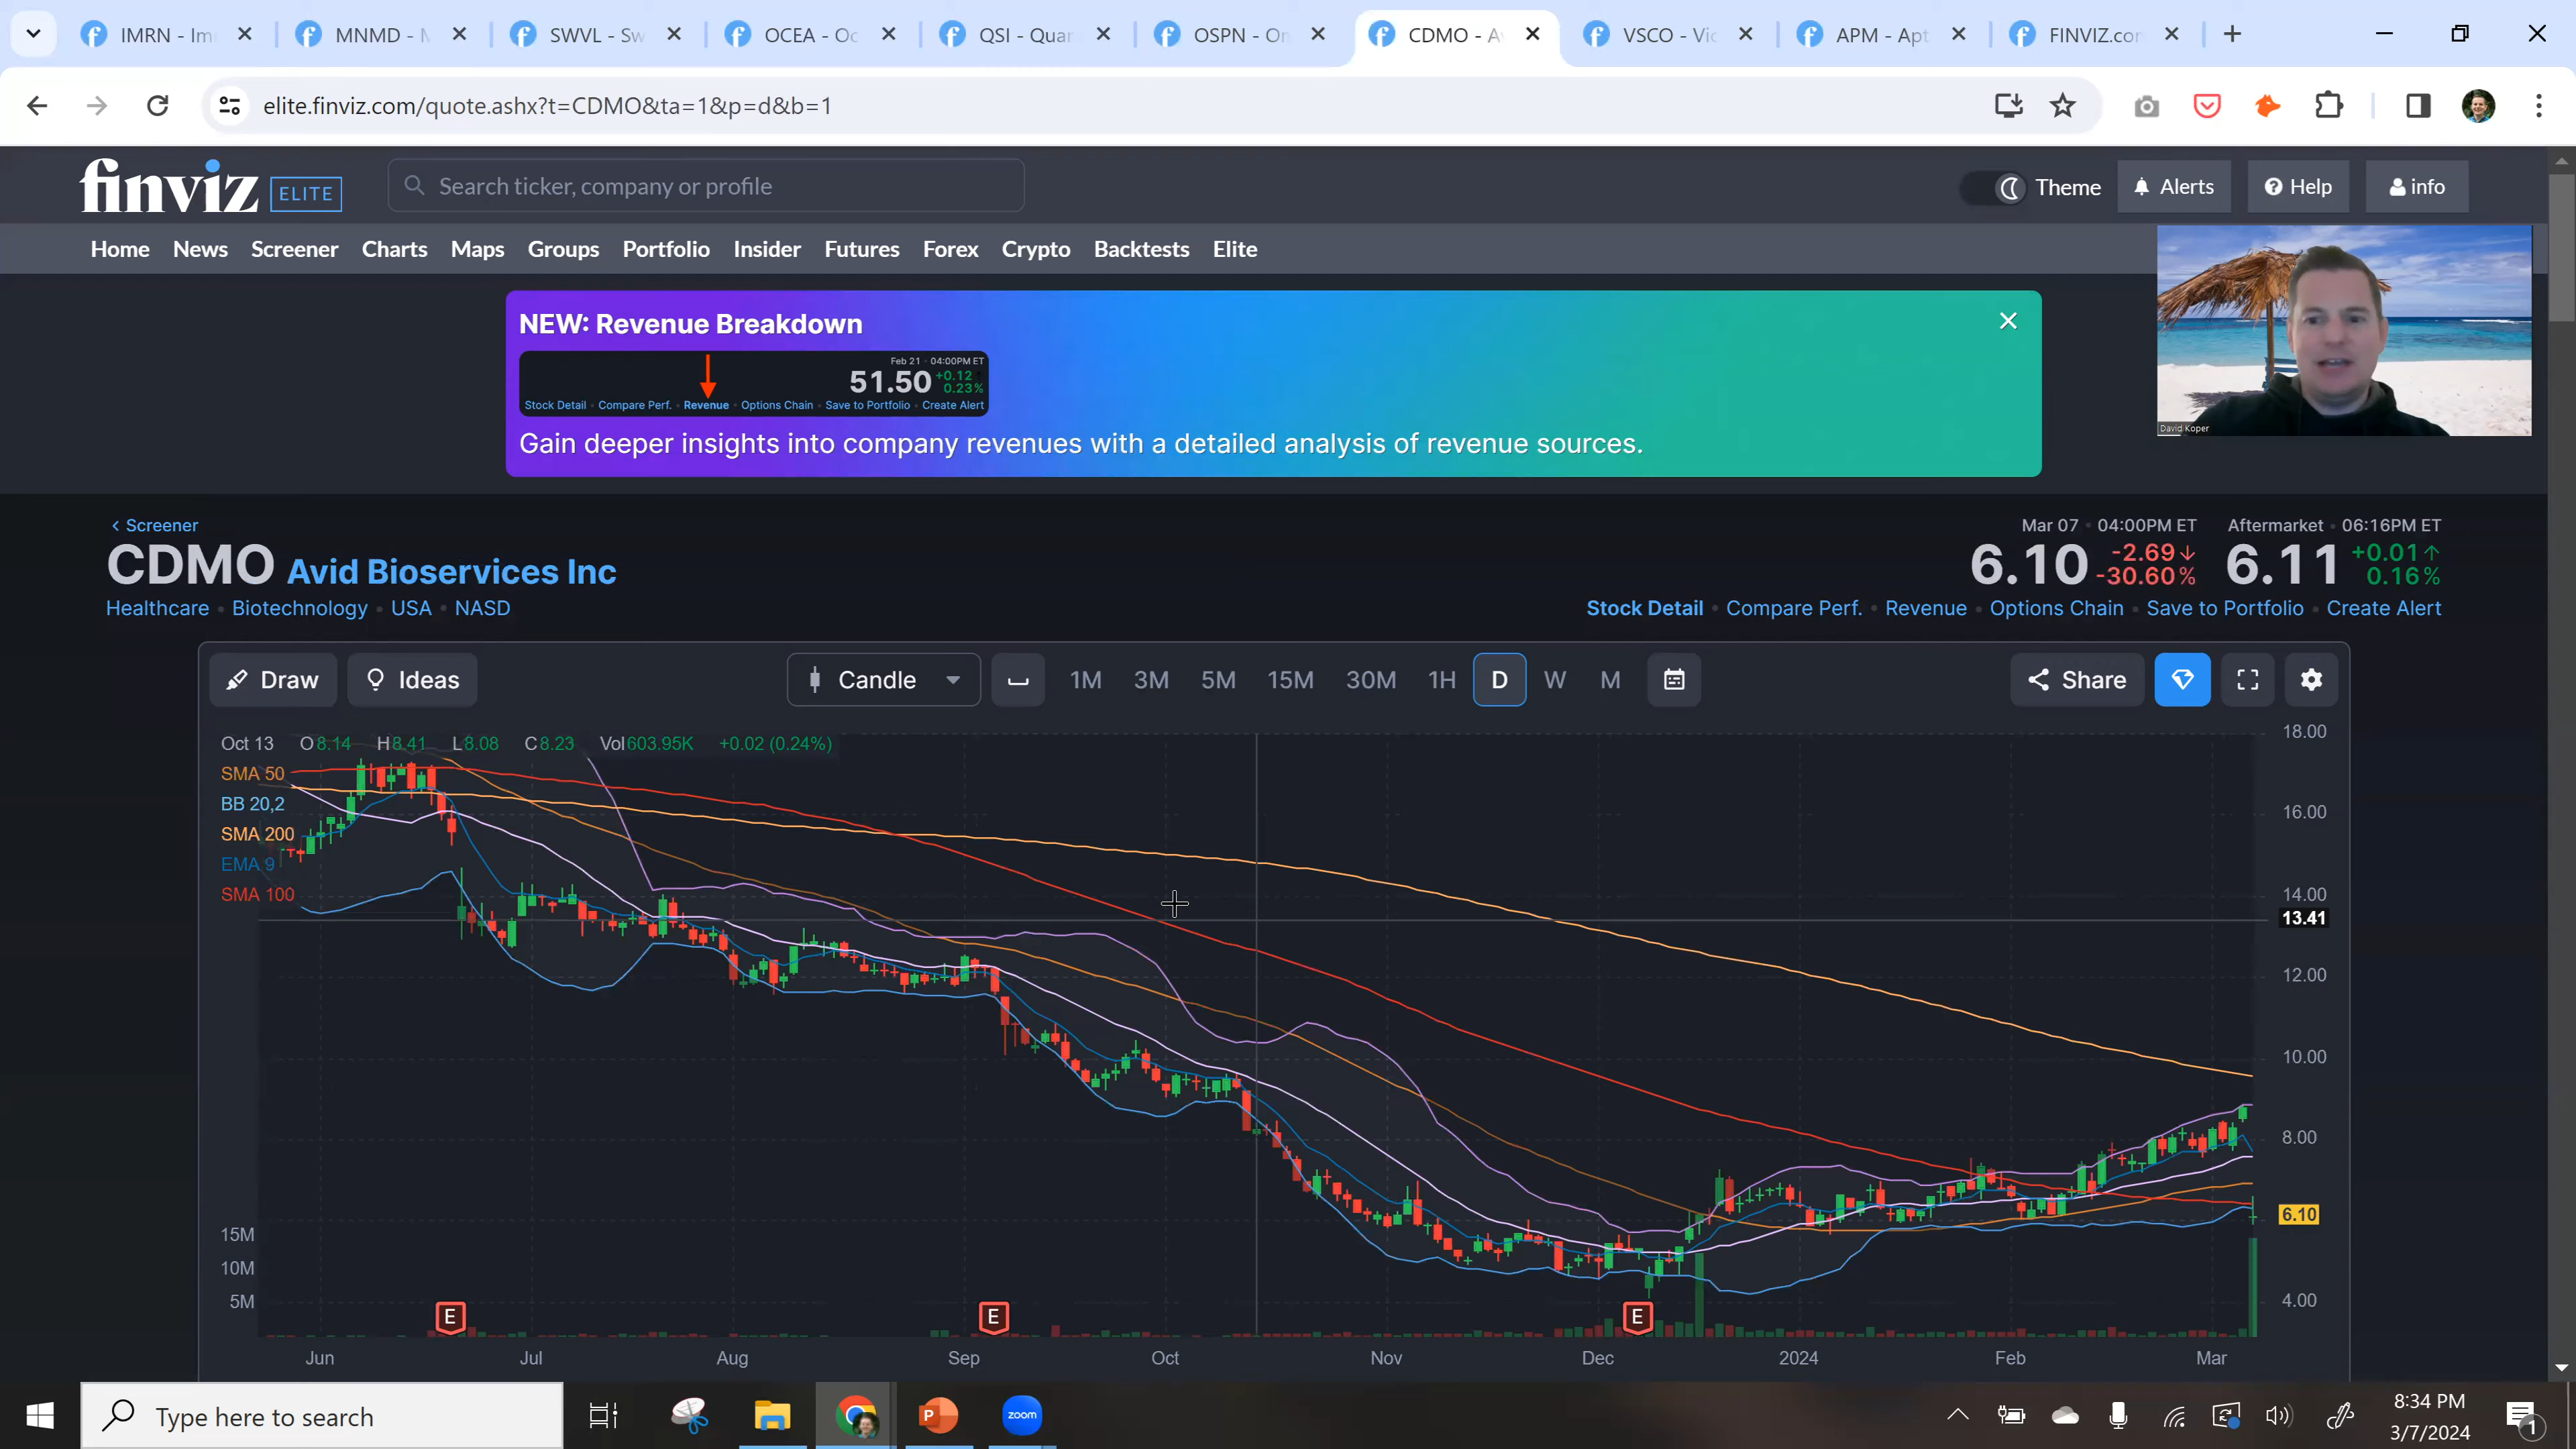 IMRN - Im
MNMD - M
SWVL - Sw
OCEA - Oc
QSI - Quan
OSPN - On
CDMO - A
VSCO - Vic
APM - Apt
FINVIZ.com
elite.finviz.com/quote.ashx?t=CDMO&ta=1&p=d&b=1
finviz ELITE
Search ticker, company or profile
Theme
Alerts
Help
info
Home News Screener Charts Maps Groups Portfolio Insider Futures Forex Crypto Backtests Elite
NEW: Revenue Breakdown
Feb 21 · 04:00PM ET
51.50 +0.12
0.23%
Stock Detail · Compare Perf. · Revenue · Options Chain · Save to Portfolio · Create Alert
Gain deeper insights into company revenues with a detailed analysis of revenue sources.
David Koper
‹ Screener
CDMO Avid Bioservices Inc
Healthcare • Biotechnology • USA • NASD
Mar 07 • 04:00PM ET
6.10 -2.69↓
-30.60%
Aftermarket • 06:16PM ET
6.11 +0.01↑
0.16%
Stock Detail • Compare Perf. • Revenue • Options Chain • Save to Portfolio • Create Alert
Draw
Ideas
Candle
1M 3M 5M 15M 30M 1H D W M
Share
Oct 13 O8.14 H8.41 L8.08 C8.23 Vol603.95K +0.02 (0.24%)
SMA 50
BB 20,2
SMA 200
EMA 9
SMA 100
18.00
16.00
14.00
13.41
12.00
10.00
8.00
6.10
4.00
15M
10M
5M
E
E
E
Jun Jul Aug Sep Oct Nov Dec 2024 Feb Mar
Type here to search
P
zoom
8:34 PM
3/7/2024
1